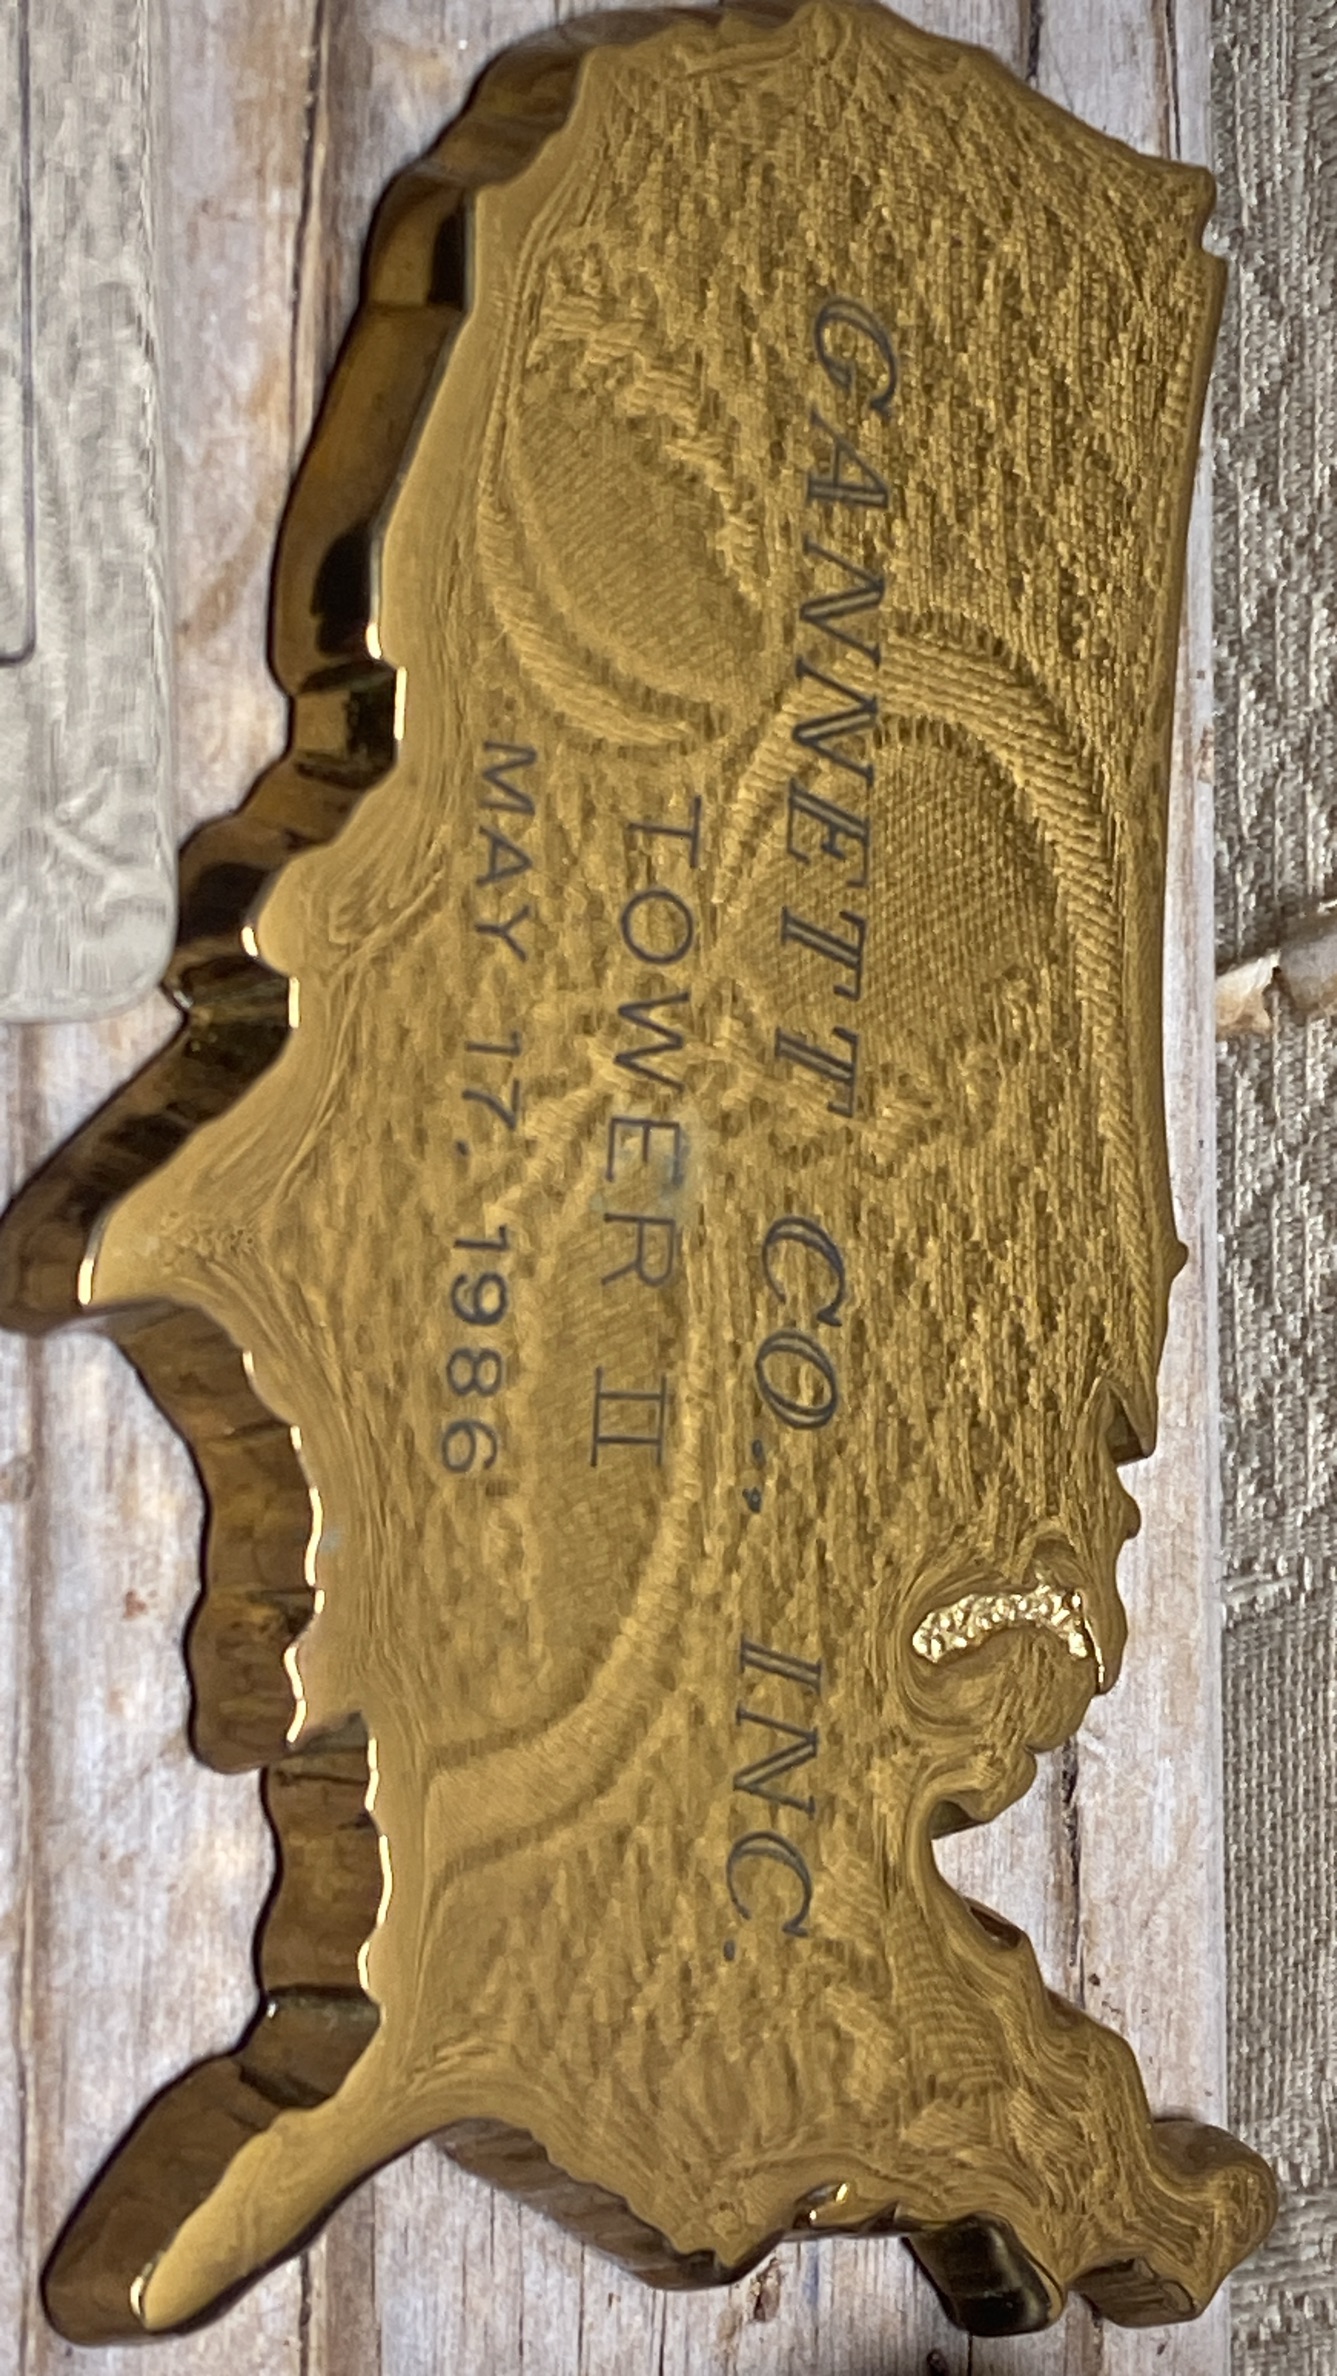 GANNETT CO., INC.
TOWER II
MAY 17, 1986